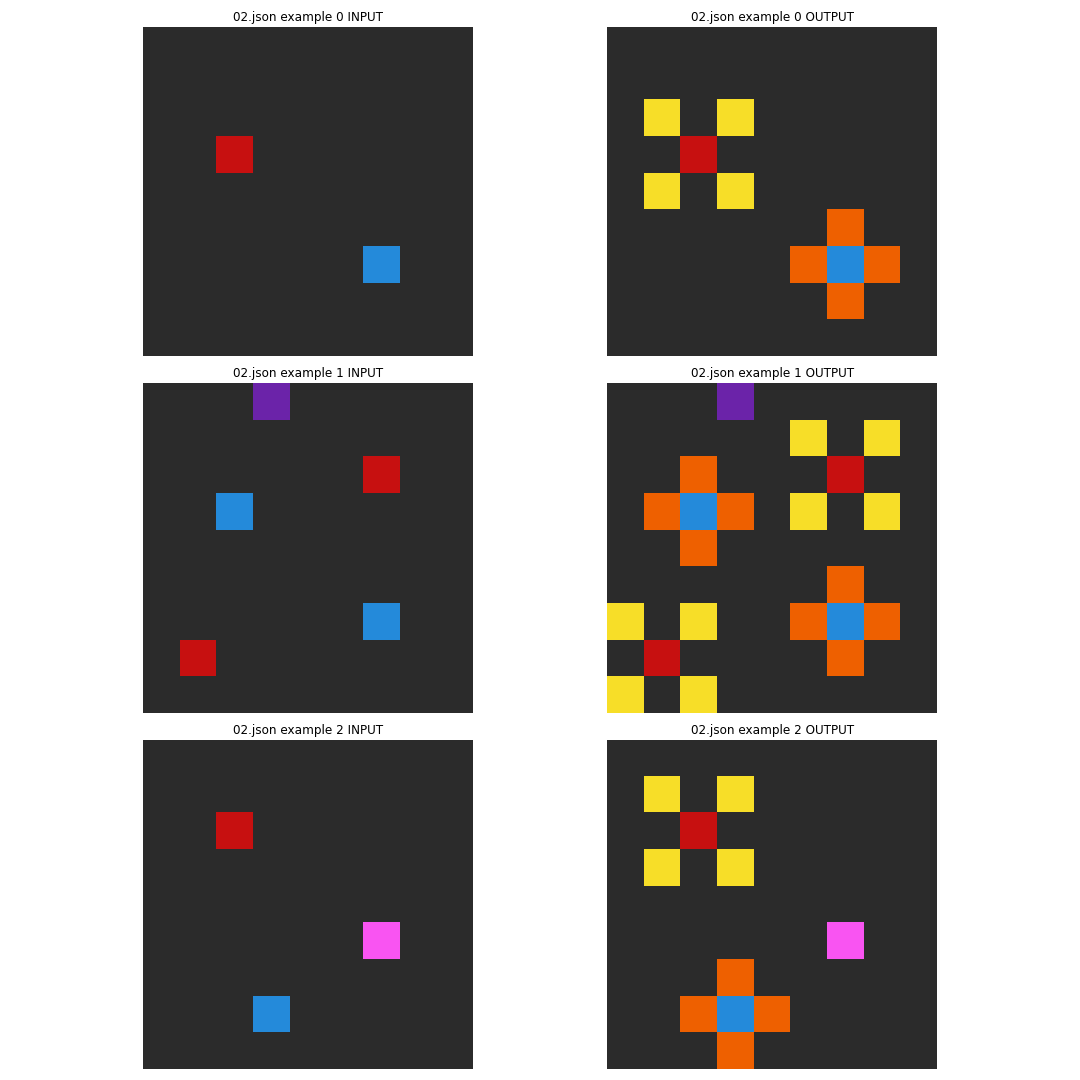 02.json example 0 INPUT
02.json example 0 OUTPUT
02.json example 1 INPUT
02.json example 1 OUTPUT
02.json example 2 INPUT
02.json example 2 OUTPUT